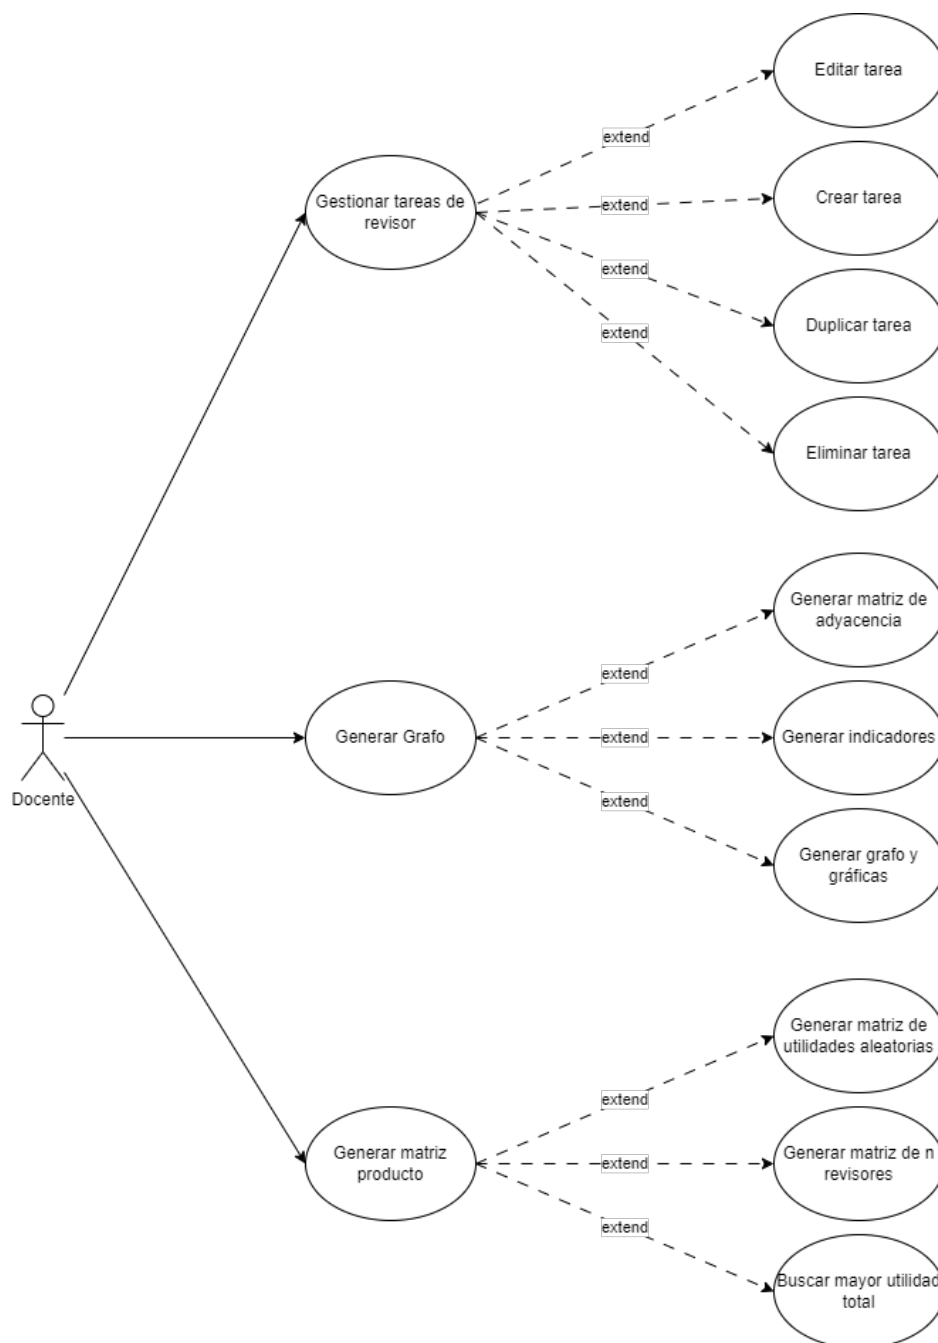 Editar tarea
extend
Gestionar tareas de
revisor
Crear tarea
extend
extend
Duplicar tarea
extend
Eliminar tarea
Generar matriz de
adyacencia
extend
Docente
Generar Grafo
extend
Generar indicadores
extend
Generar grafo y
gráficas
Generar matriz de
utilidades aleatorias
extend
Generar matriz
producto
extend
Generar matriz de n
revisores
extend
Buscar mayor utilidad
total